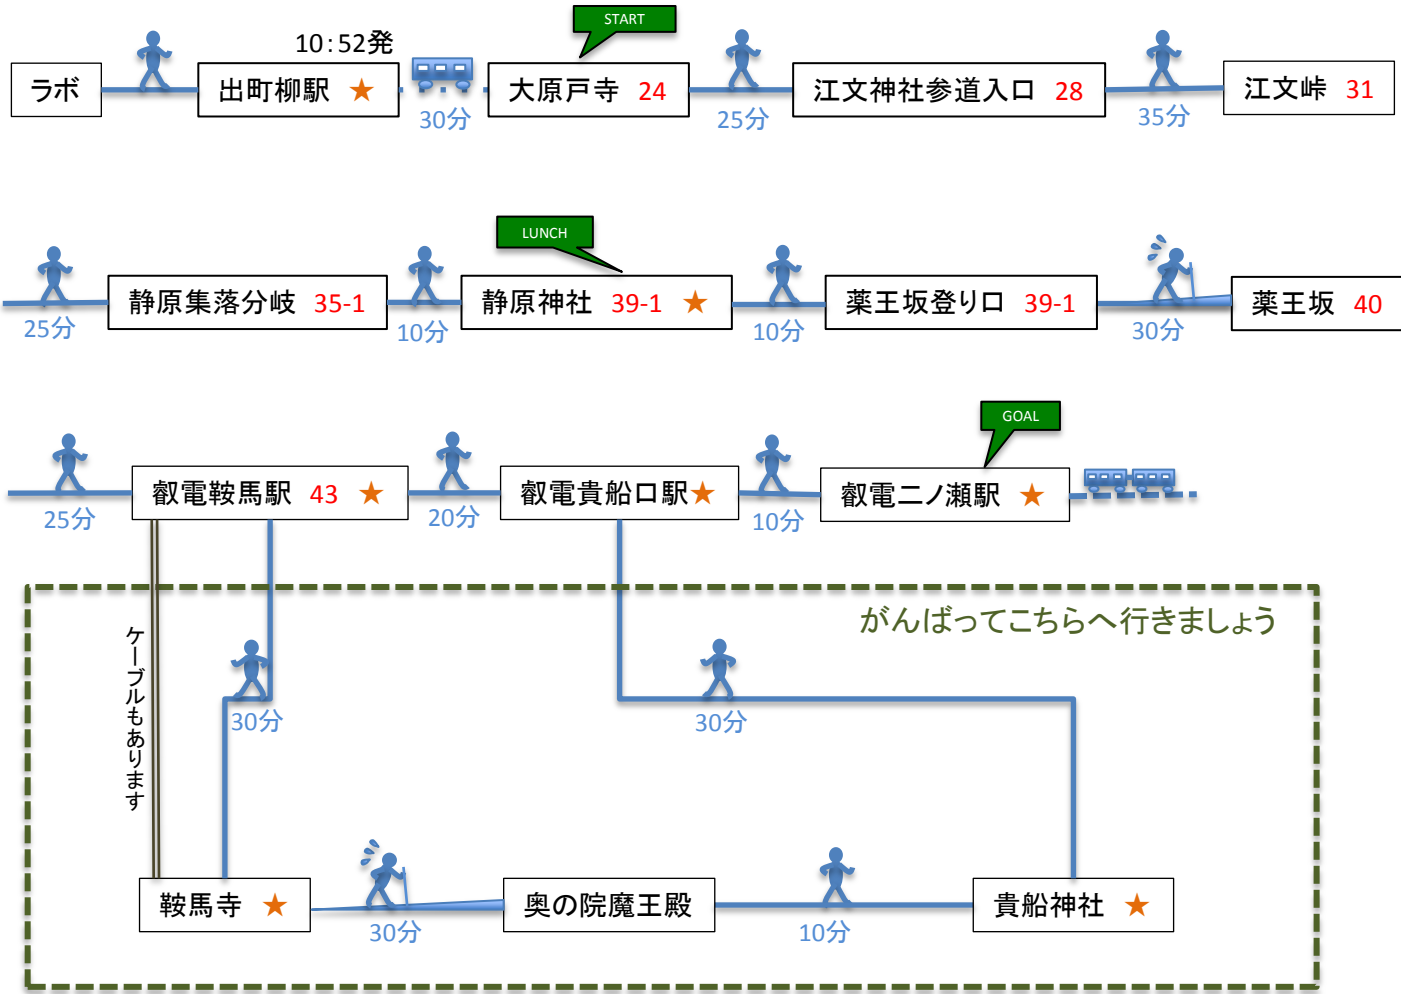 START
10:52発
ラボ
出町柳駅 ★
30分
大原戸寺 24
25分
江文神社参道入口 28
35分
江文峠 31
LUNCH
25分
静原集落分岐 35-1
10分
静原神社 39-1 ★
10分
薬王坂登り口 39-1
30分
薬王坂 40
GOAL
25分
叡電鞍馬駅 43 ★
20分
叡電貴船口駅★
10分
叡電二ノ瀬駅 ★
がんばってこちらへ行きましょう
ケーブルもあります
30分
30分
鞍馬寺 ★
30分
奥の院魔王殿
10分
貴船神社 ★